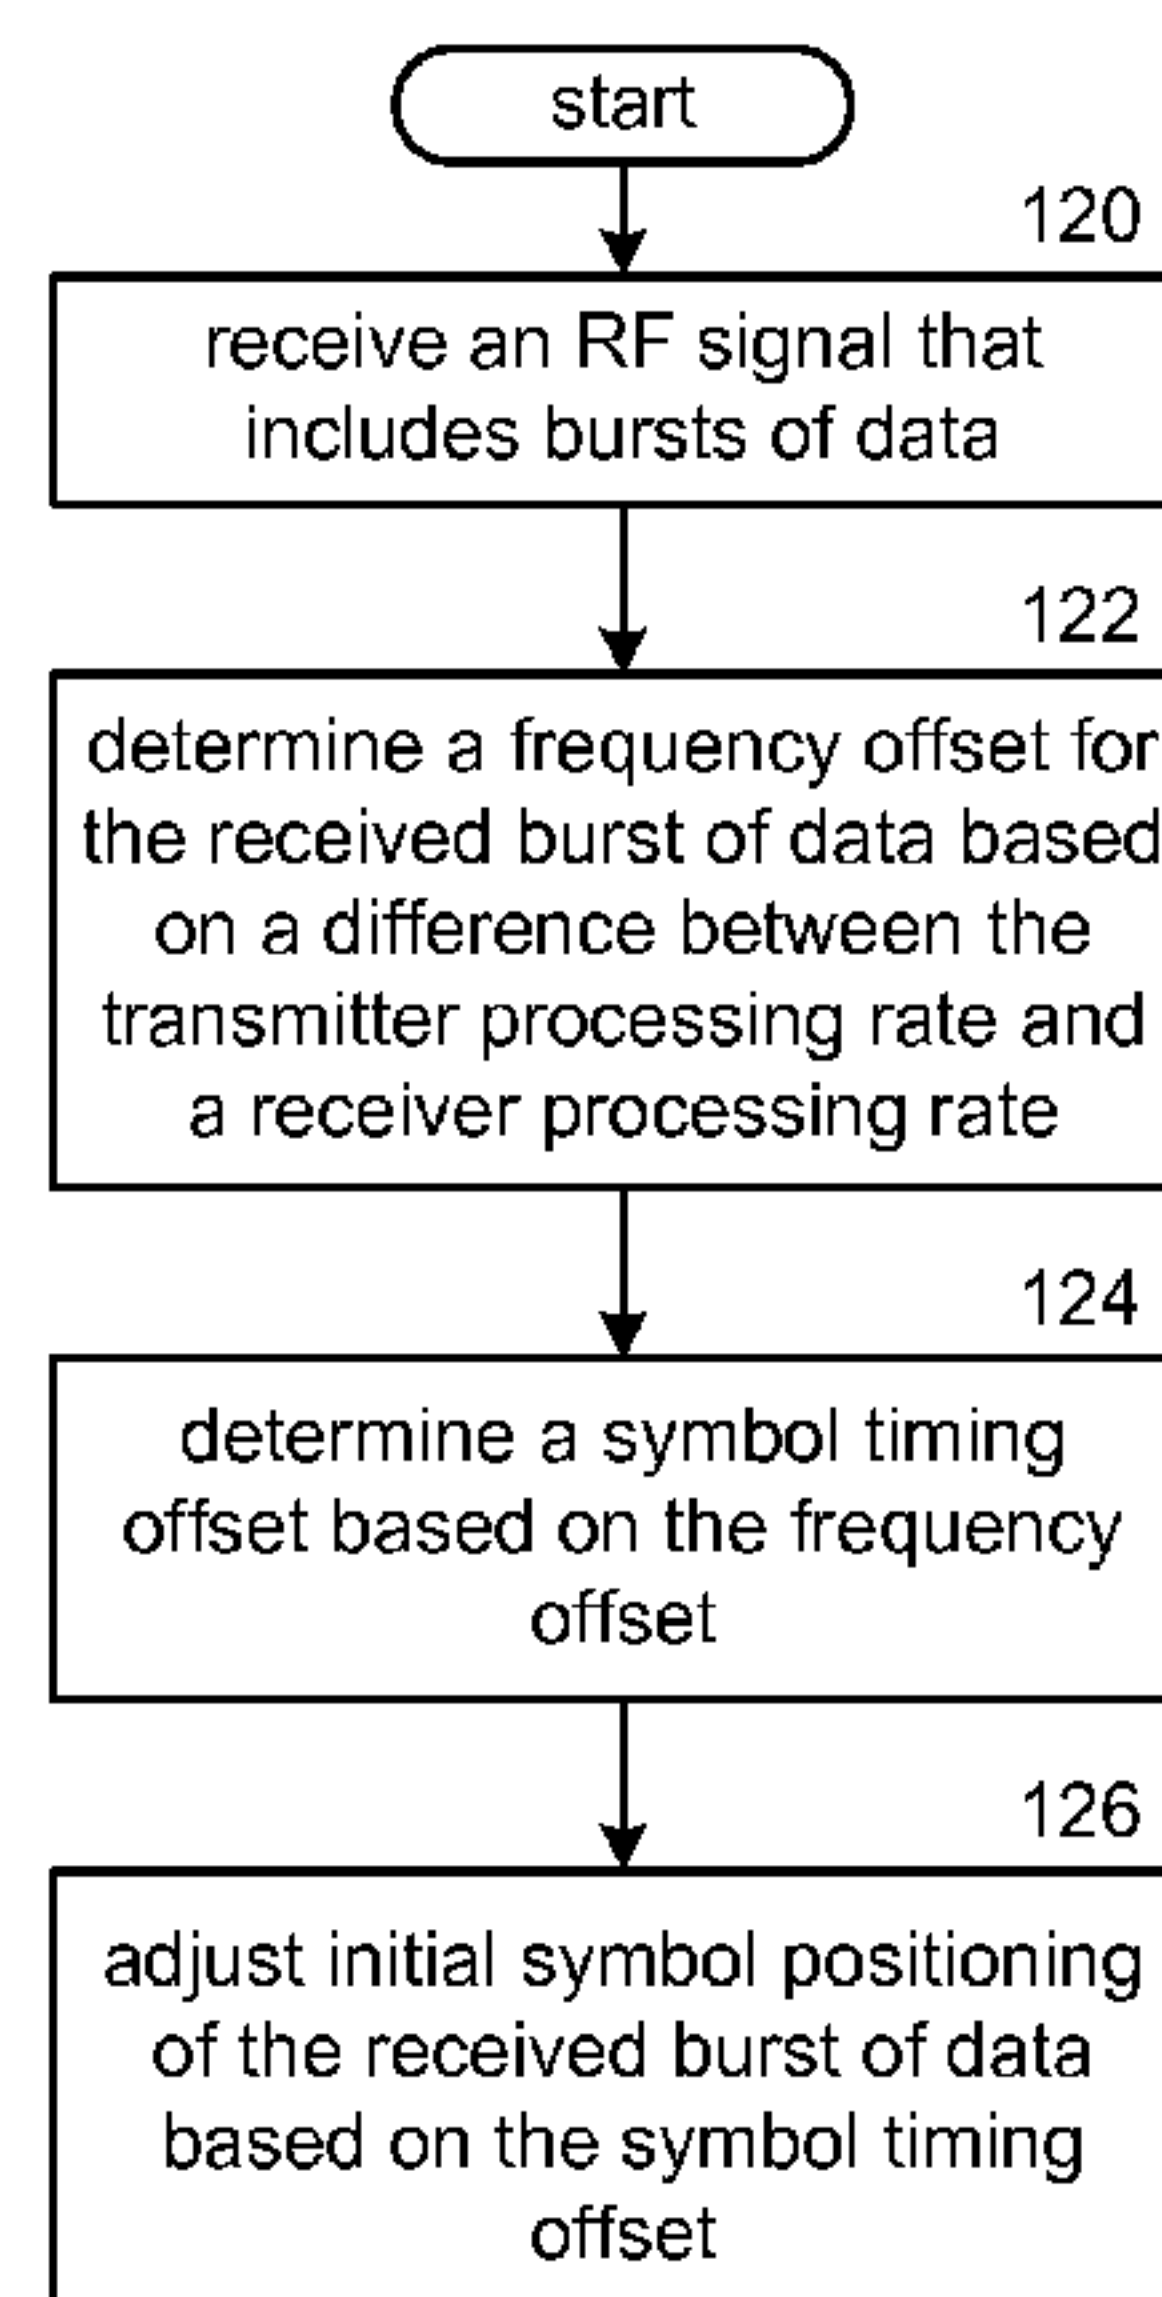 start
120
receive an RF signal that
includes bursts of data
122
determine a frequency offset for
the received burst of data based
on a difference between the
transmitter processing rate and
a receiver processing rate
124
determine a symbol timing
offset based on the frequency
offset
126
adjust initial symbol positioning
of the received burst of data
based on the symbol timing
offset